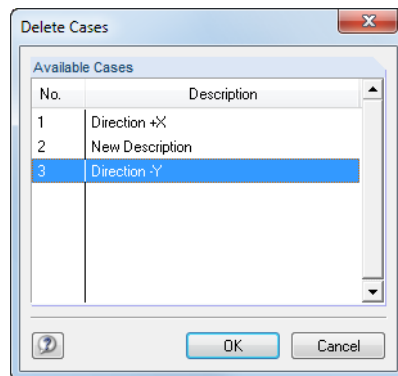 Delete Cases
Available Cases
No. Description
1 Direction +X
2 New Description
3 Direction -Y
OK Cancel